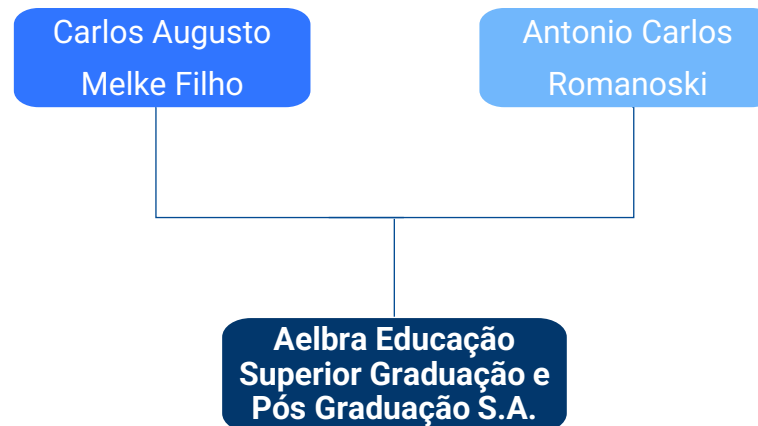 Carlos Augusto
Melke Filho
Antonio Carlos
Romanoski
Aelbra Educação
Superior Graduação e
Pós Graduação S.A.